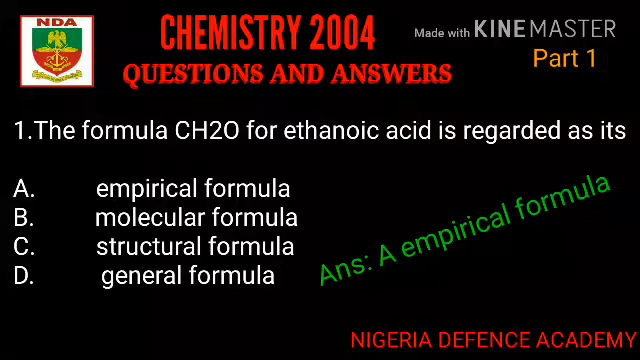 NDA
CHEMISTRY 2004
Made with KINEMASTER
QUESTIONS AND ANSWERS
Part 1
1.The formula CH2O for ethanoic acid is regarded as its
A. empirical formula
B. molecular formula
C. structural formula
D. general formula
Ans: A empirical formula
NIGERIA DEFENCE ACADEMY